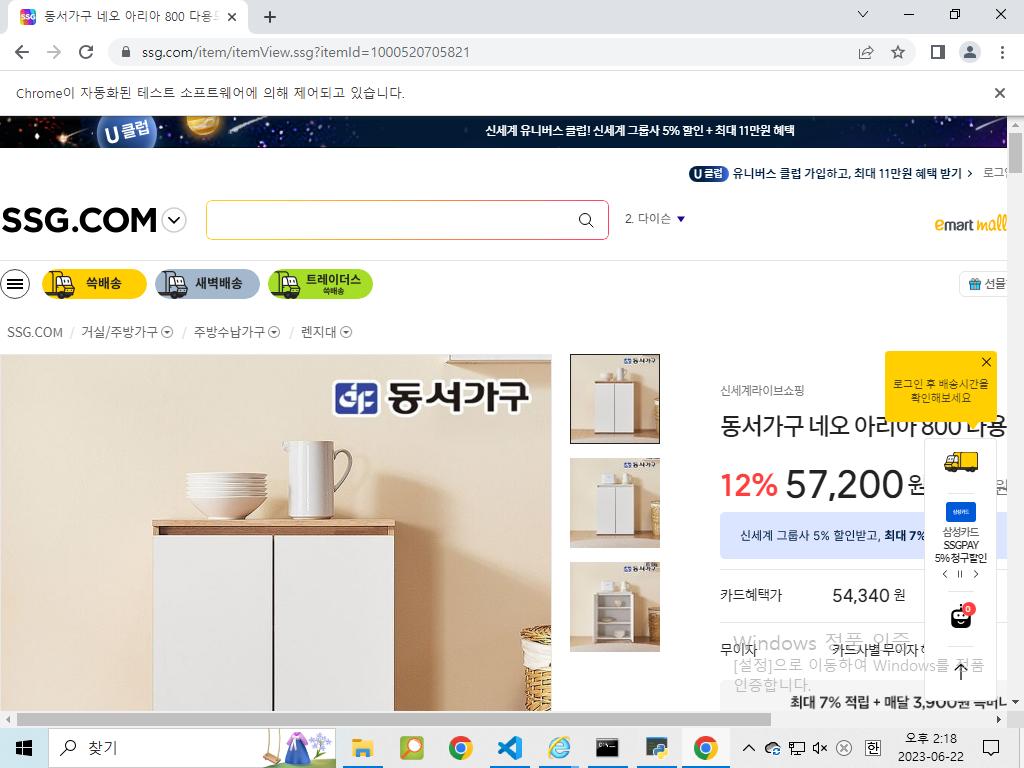 동서가구 네오 아리아 800 다용도
ssg.com/item/itemView.ssg?itemId=1000520705821
Chrome이 자동화된 테스트 소프트웨어에 의해 제어되고 있습니다.
U 클럽
신세계 유니버스 클럽! 신세계 그룹사 5% 할인 + 최대 11만원 혜택
U 클럽 유니버스 클럽 가입하고, 최대 11만원 혜택 받기 >
SSG.COM
2. 다이슨
emart mall
쓱배송
새벽배송
트레이더스
쓱배송
선물
SSG.COM / 거실/주방가구 / 주방수납가구 / 렌지대
동서가구
로그인 후 배송시간을
확인해보세요
신세계라이브쇼핑
동서가구 네오 아리아 800 다용
12% 57,200원
신세계 그룹사 5% 할인받고, 최대 7%
삼성카드
삼성카드
SSGPAY
5% 청구할인
카드혜택가 54,340 원
0
무이자 카드사별 무이자
Windows 정품 인증
[설정]으로 이동하여 Windows를 정품
인증합니다.
최대 7% 적립 + 매달 3,900원
찾기
한
오후 2:18
2023-06-22